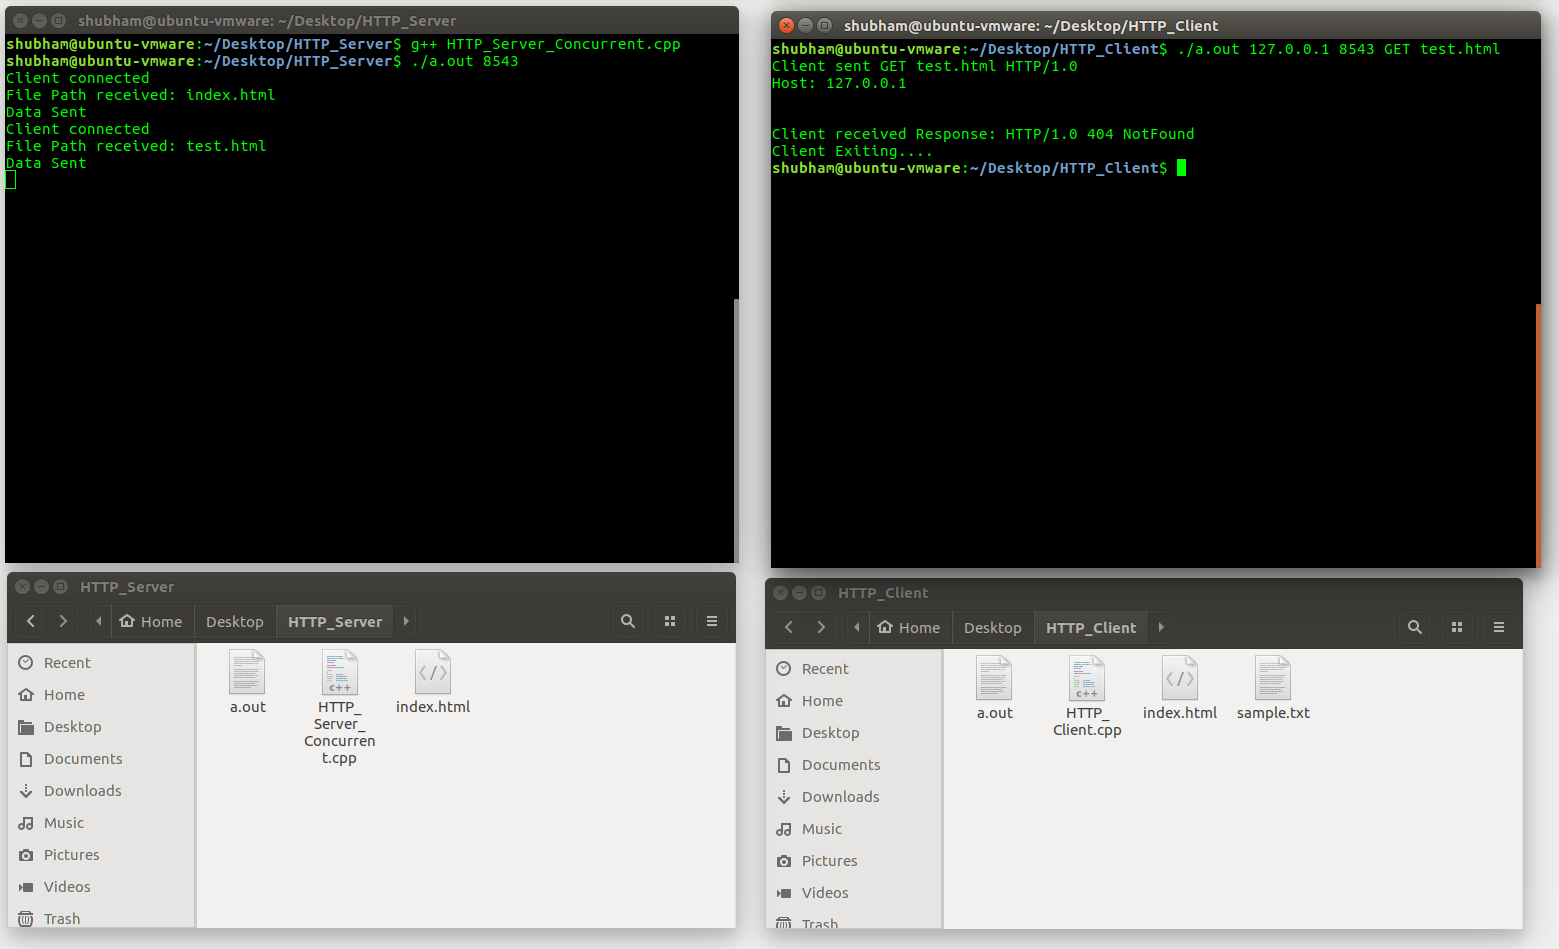 shubham@ubuntu-vmware: ~/Desktop/HTTP_Server
shubham@ubuntu-vmware:~/Desktop/HTTP_Server$ g++ HTTP_Server_Concurrent.cpp
shubham@ubuntu-vmware:~/Desktop/HTTP_Server$ ./a.out 8543
Client connected
File Path received: index.html
Data Sent
Client connected
File Path received: test.html
Data Sent
shubham@ubuntu-vmware: ~/Desktop/HTTP_Client
shubham@ubuntu-vmware:~/Desktop/HTTP_Client$ ./a.out 127.0.0.1 8543 GET test.html
Client sent GET test.html HTTP/1.0
Host: 127.0.0.1
Client received Response: HTTP/1.0 404 NotFound
Client Exiting....
shubham@ubuntu-vmware:~/Desktop/HTTP_Client$
HTTP_Server
Home Desktop HTTP_Server
Recent
Home
Desktop
Documents
Downloads
Music
Pictures
Videos
Trash
a.out
HTTP_
Server_
Concurren
t.cpp
c++
</>
index.html
HTTP_Client
Home Desktop HTTP_Client
Recent
Home
Desktop
Documents
Downloads
Music
Pictures
Videos
Trash
a.out
c++
HTTP_
Client.cpp
</>
index.html
sample.txt